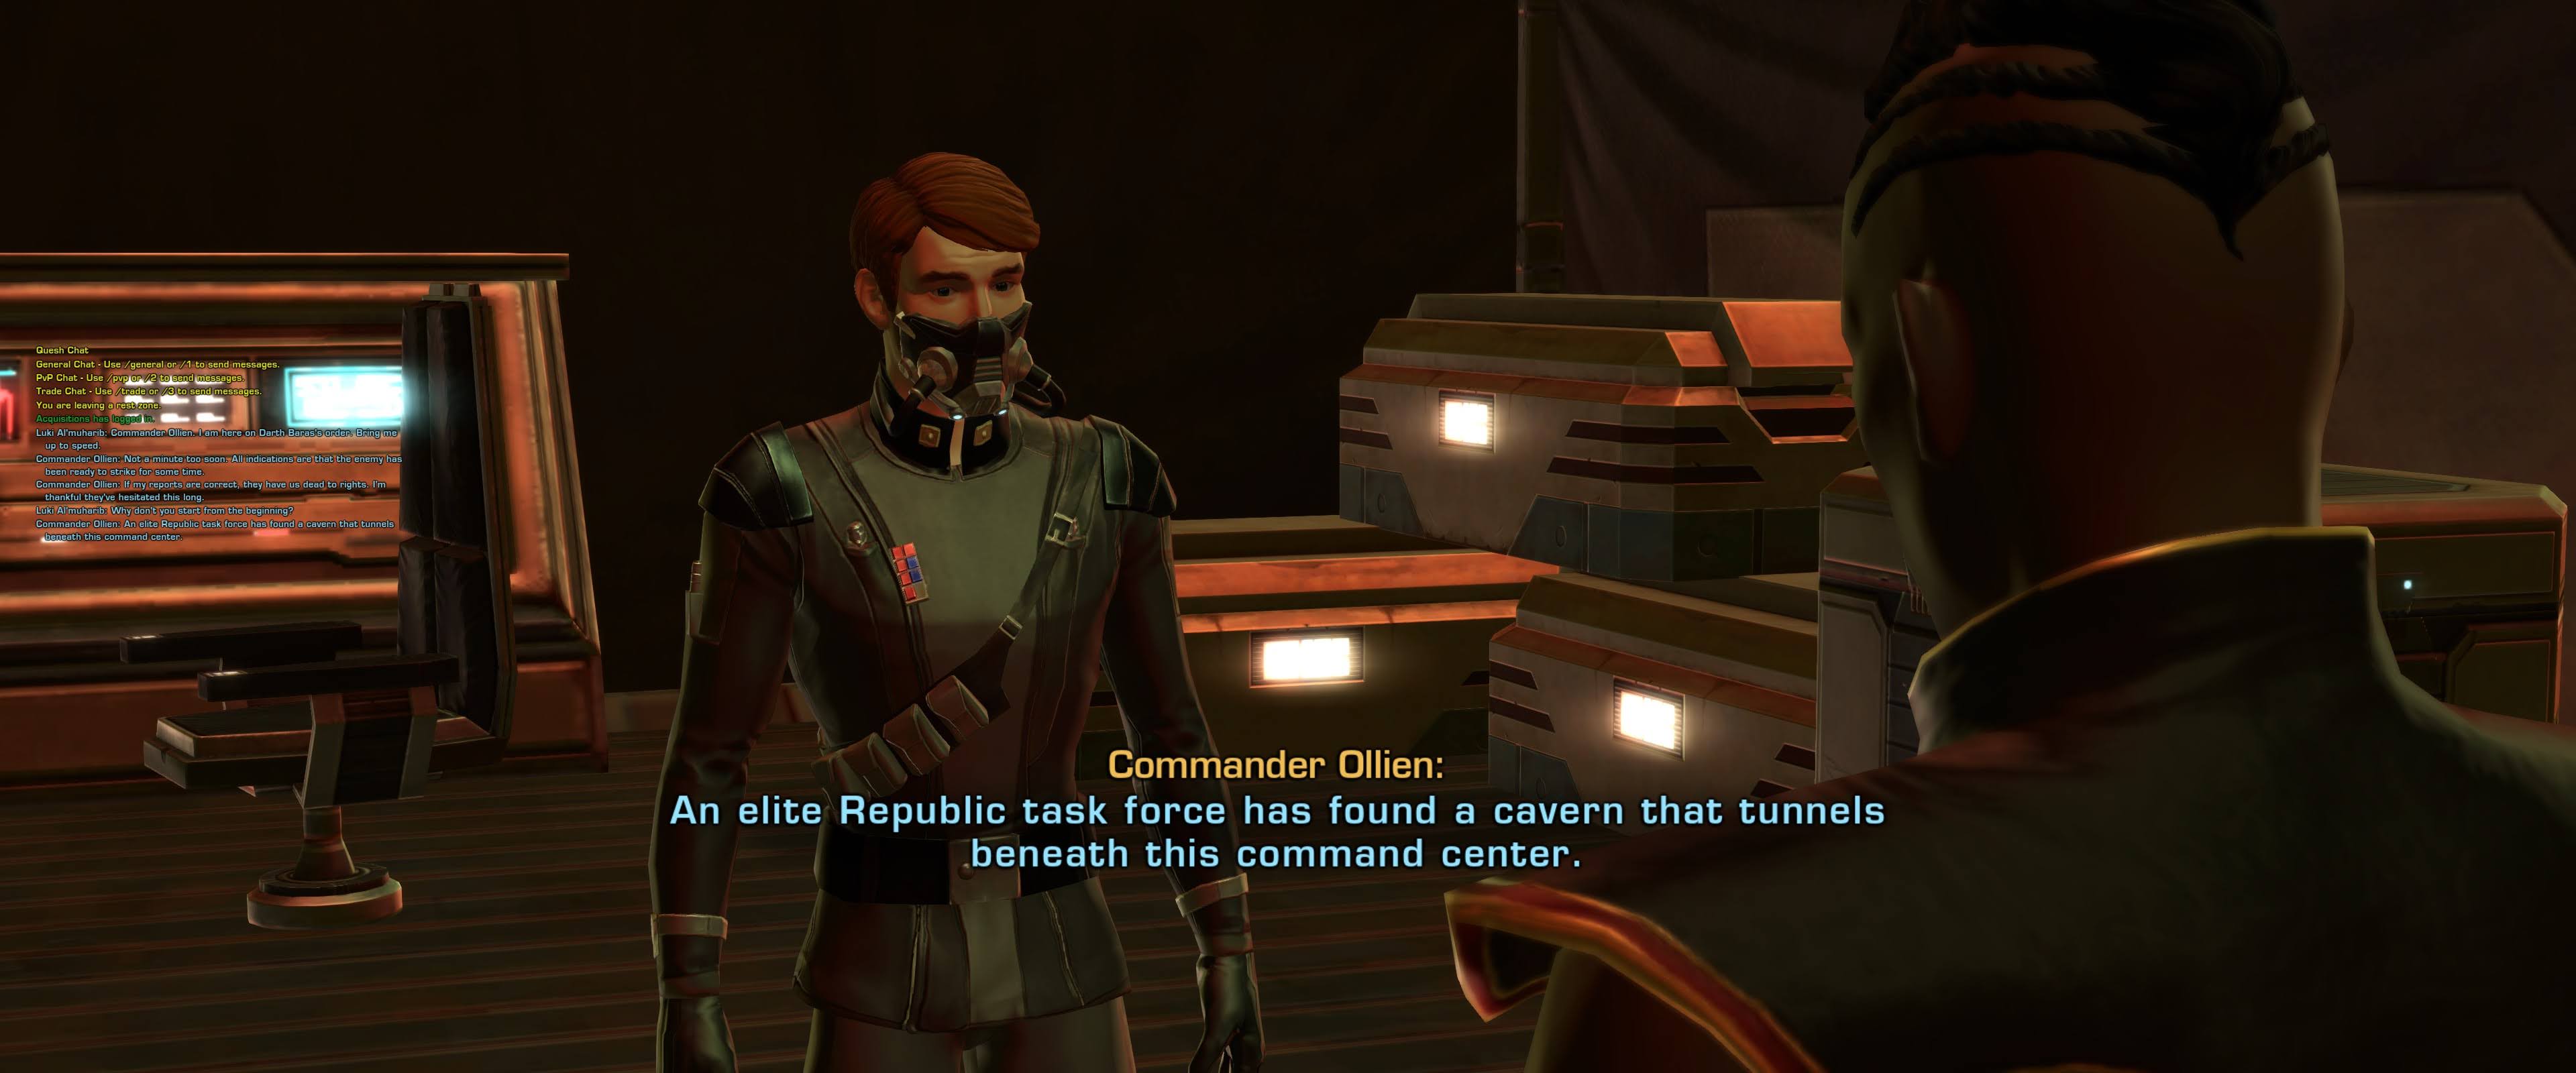 Quesh Chat
General Chat - Use /general or /1 to send messages.
PvP Chat - Use /pvp or /2 to send messages.
Trade Chat - Use /trade or /3 to send messages.
You are leaving a rest zone.
Acquisitions has logged in.
Luki Al'muharib: Commander Ollien. I am here on Darth Baras's order. Bring me
up to speed.
Commander Ollien: Not a minute too soon. All indications are that the enemy has
been ready to strike for some time.
Commander Ollien: If my reports are correct, they have us dead to rights. I'm
thankful they've hesitated this long.
Luki Al'muharib: Why don't you start from the beginning?
Commander Ollien: An elite Republic task force has found a cavern that tunnels
beneath this command center.
Commander Ollien:
An elite Republic task force has found a cavern that tunnels
beneath this command center.